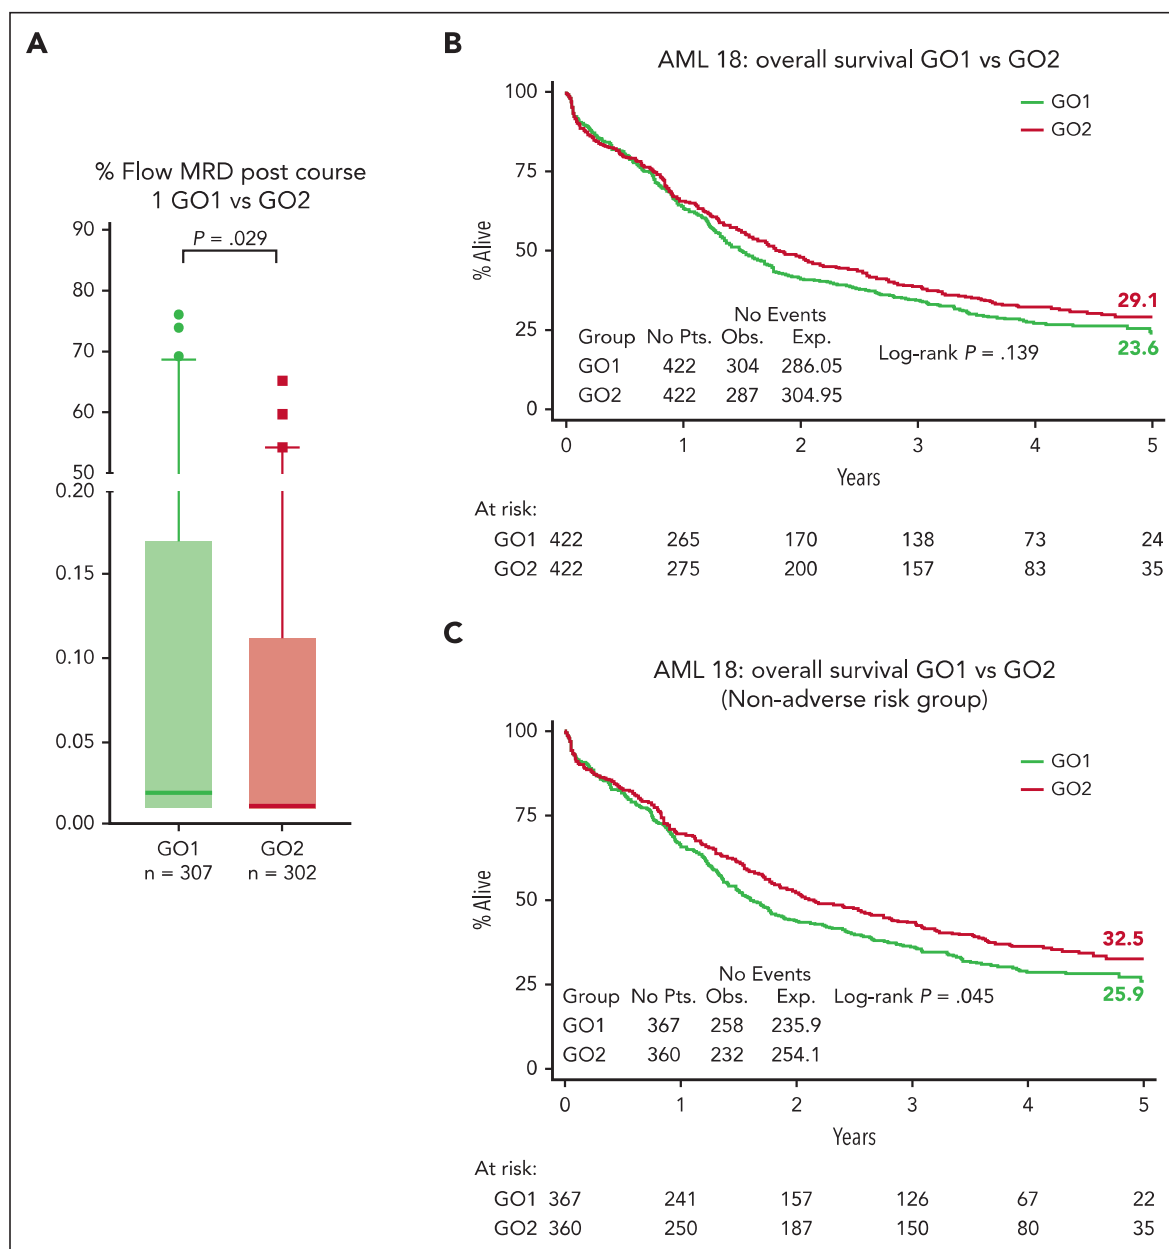 A
% Flow MRD post course
1 GO1 vs GO2
P = .029
90
80
70
60
50
0.20
0.15
0.10
0.05
0.00
GO1
n = 307
GO2
n = 302
B
AML 18: overall survival GO1 vs GO2
GO1
GO2
% Alive
100
75
50
25
0
29.1
23.6
No Events
Group No Pts. Obs. Exp.
GO1 422 304 286.05
GO2 422 287 304.95
Log-rank P = .139
0 1 2 3 4 5
Years
At risk:
GO1 422 265 170 138 73 24
GO2 422 275 200 157 83 35
C
AML 18: overall survival GO1 vs GO2
(Non-adverse risk group)
GO1
GO2
% Alive
100
75
50
25
0
32.5
25.9
No Events
Group No Pts. Obs. Exp.
GO1 367 258 235.9
GO2 360 232 254.1
Log-rank P = .045
0 1 2 3 4 5
Years
At risk:
GO1 367 241 157 126 67 22
GO2 360 250 187 150 80 35